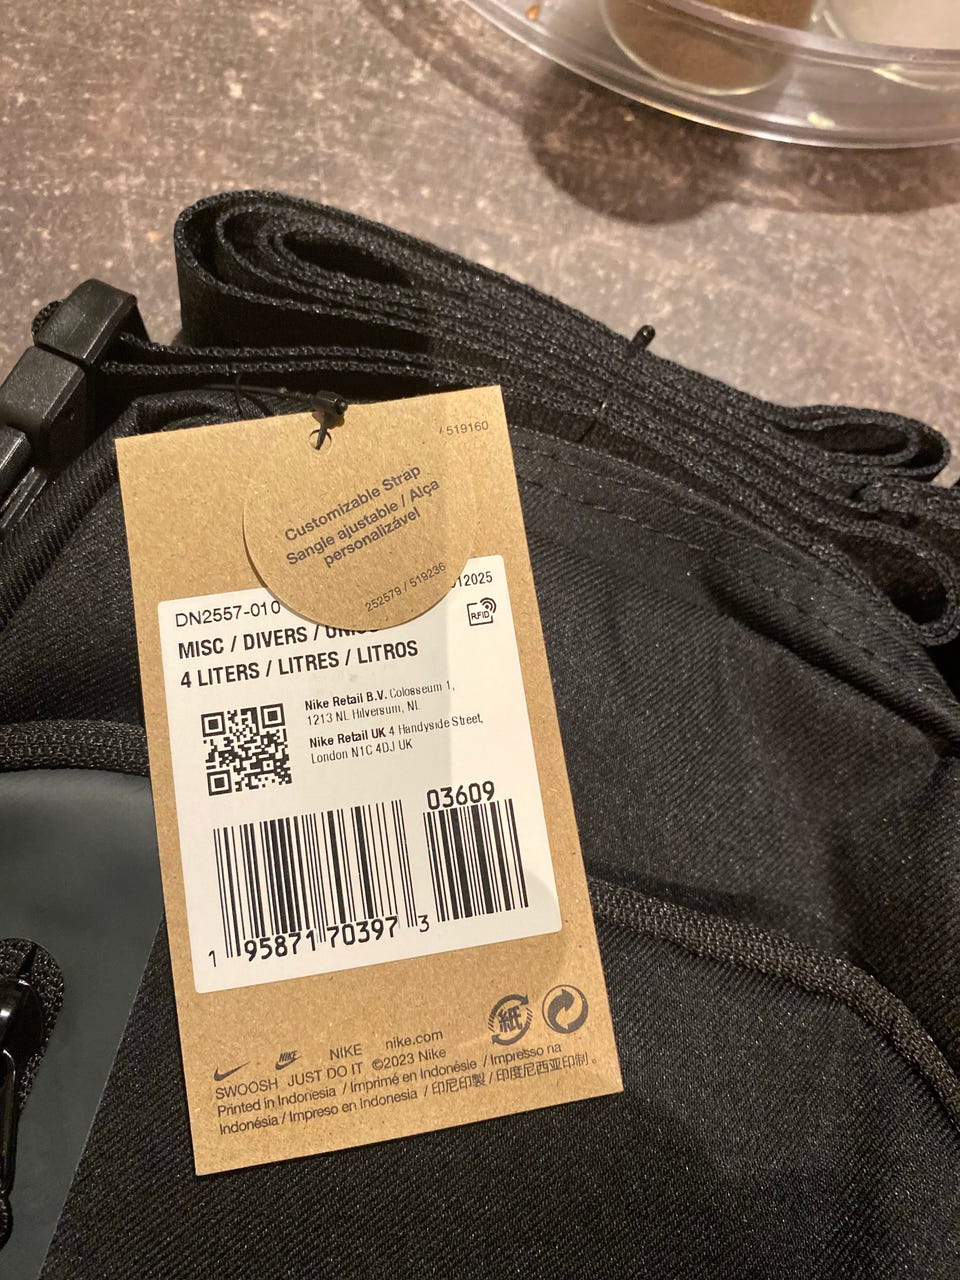 519160
Customizable Strap
Sangle ajustable / Alça
personalizável
252579 / 519236
DN2557-010
12025
RFID
MISC / DIVERS /
4 LITERS / LITRES / LITROS
Nike Retail B.V. Colosseum 1,
1213 NL Hilversum, NL
Nike Retail UK 4 Handyside Street,
London N1C 4DJ UK
03609
1 95871 70397 3
紙
NIKE NIKE nike.com
SWOOSH JUST DO IT ©2023 Nike
Printed in Indonesia / Imprimé en Indonésie / Impresso na
Indonésia / Impreso en Indonesia / 印尼印製 / 印度尼西亚印制。